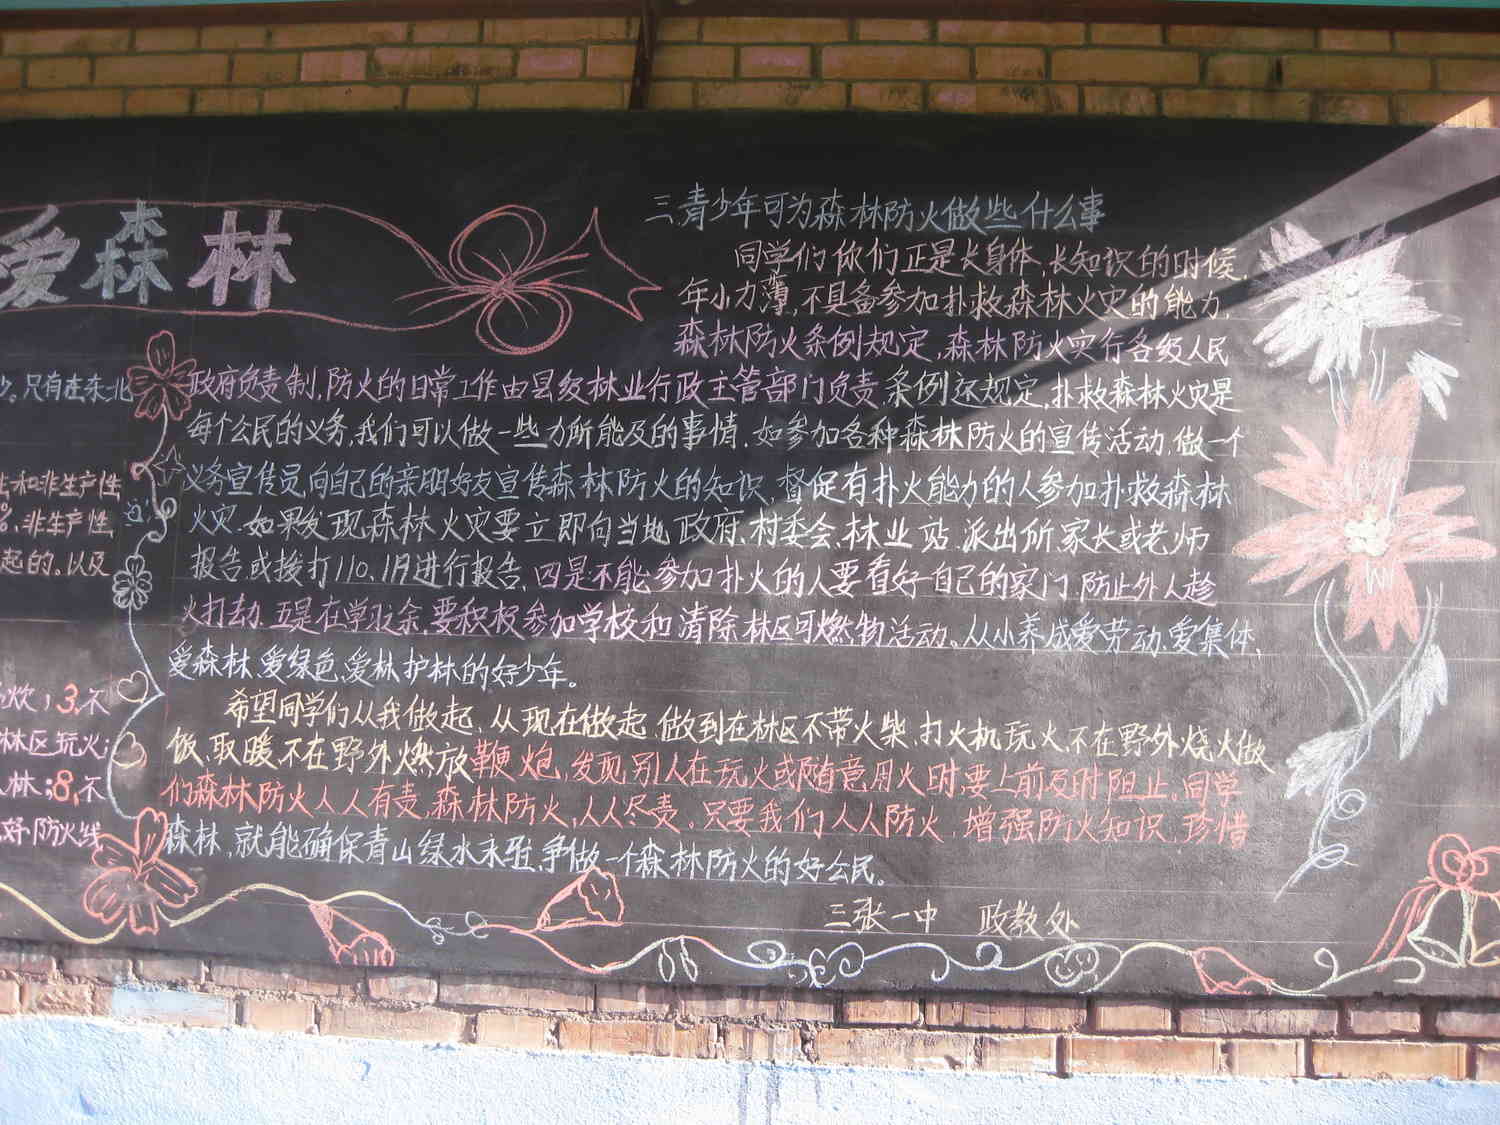 爱森林
少。只有在东北
和非生产性
%,非生产性
起的。以及
炊;3,不
林区玩火;
林;8,不
好防火线
三.青少年可为森林防火做些什么事
同学们你们正是长身体,长知识的时候,
年小力薄,不具备参加扑救森林火灾的能力,
森林防火条例规定,森林防火实行各级人民
政府负责制,防火的日常工作由县级林业行政主管部门负责.条例还规定,扑救森林火灾是
每个公民的义务,我们可以做一些力所能及的事情.如参加各种森林防火的宣传活动,做一个
义务宣传员向自己的亲朋好友宣传森林防火的知识,督促有扑火能力的人参加扑救森林
火灾.如果发现森林火灾要立即向当地政府、村委会、林业站.派出所、家长或老师
报告或拨打110、119进行报告.四是不能参加扑火的人要看好自己的家门,防止外人趁
火打劫.五是在学习之余,要积极参加学校和清除林区可燃物活动。从小养成爱劳动、爱集体、
爱森林、爱绿色、爱林护林的好少年。
希望同学们从我做起、从现在做起.做到在林区不带火柴、打火机玩火、不在野外烧火做
饭、取暖、不在野外燃放鞭炮,发现别人在玩火或随意用火时,要上前及时阻止。同学
们森林防火人人有责,森林防火,人人尽责,只要我们人人防火,增强防火知识,珍惜
森林,就能确保青山绿水永驻,争做一个森林防火的好公民。
三张一中 政教处